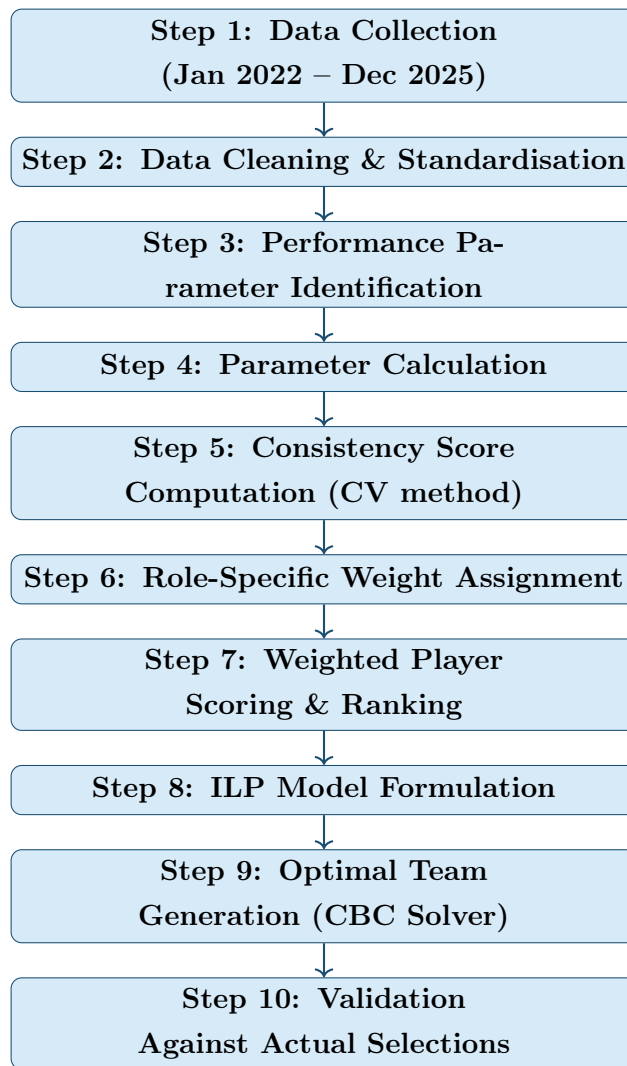 Step 1: Data Collection
(Jan 2022 – Dec 2025)
Step 2: Data Cleaning & Standardisation
Step 3: Performance Pa-
rameter Identification
Step 4: Parameter Calculation
Step 5: Consistency Score
Computation (CV method)
Step 6: Role-Specific Weight Assignment
Step 7: Weighted Player
Scoring & Ranking
Step 8: ILP Model Formulation
Step 9: Optimal Team
Generation (CBC Solver)
Step 10: Validation
Against Actual Selections